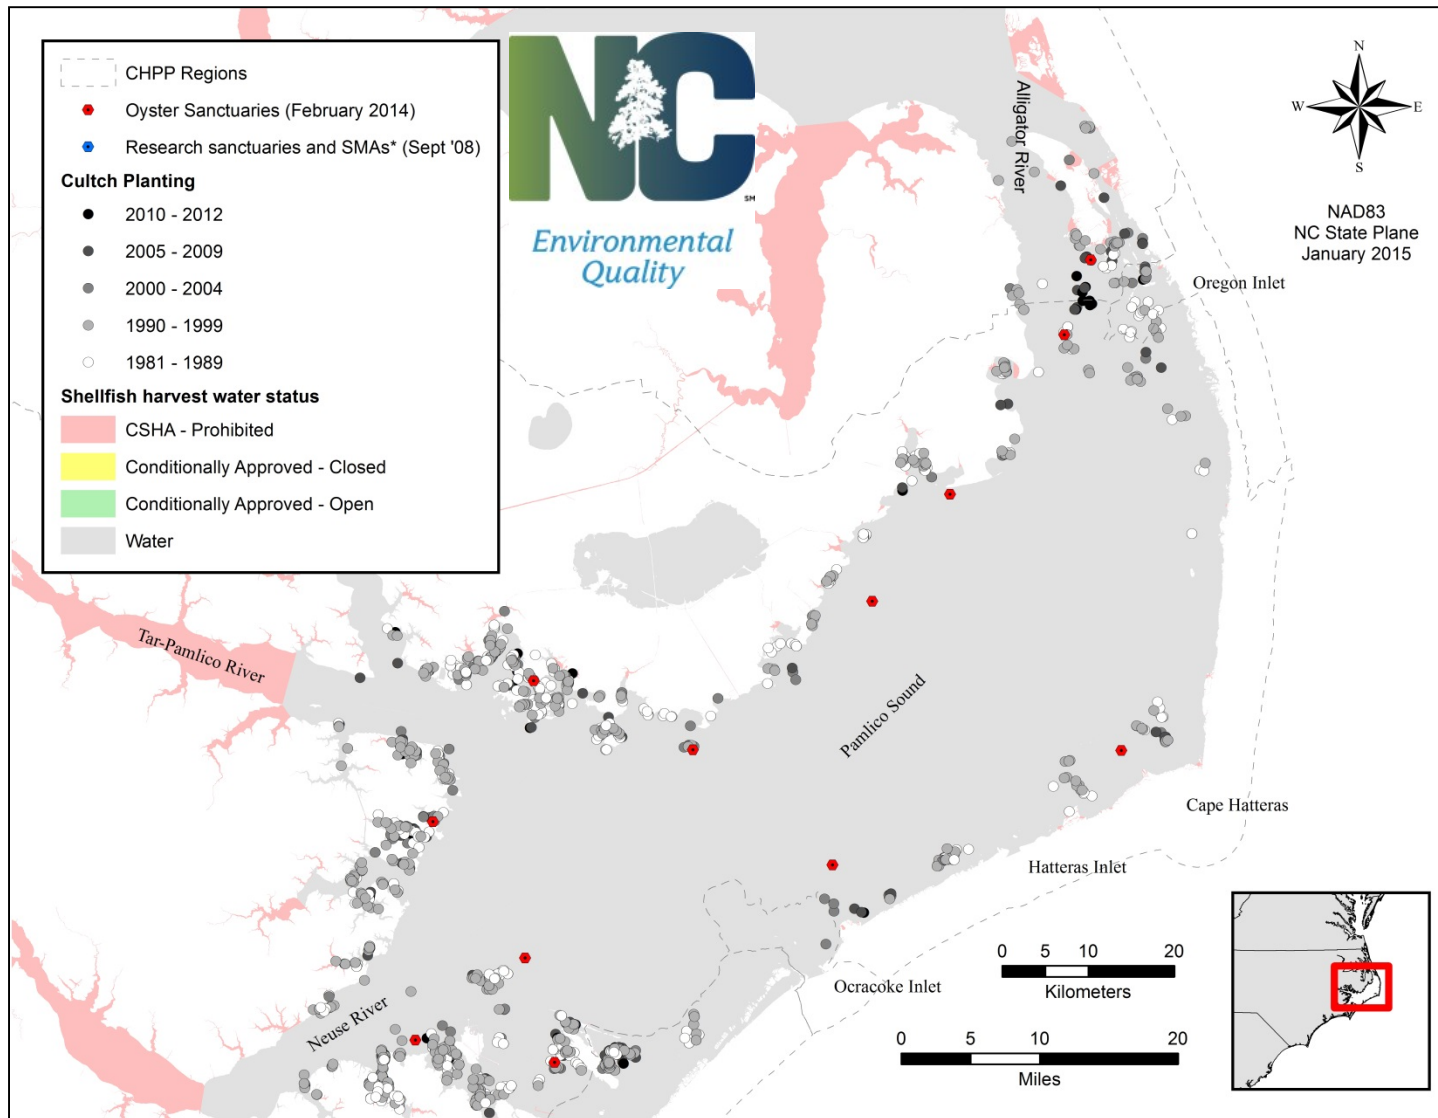 CHPP Regions
Oyster Sanctuaries (February 2014)
Research sanctuaries and SMAs* (Sept '08)
Cultch Planting
2010 - 2012
2005 - 2009
2000 - 2004
1990 - 1999
1981 - 1989
Shellfish harvest water status
CSHA - Prohibited
Conditionally Approved - Closed
Conditionally Approved - Open
Water
NC
SM
Environmental
Quality
Alligator River
N
W E
S
NAD83
NC State Plane
January 2015
Oregon Inlet
Tar-Pamlico River
Pamlico Sound
Cape Hatteras
Hatteras Inlet
Ocracoke Inlet
Neuse River
0 5 10 20
Kilometers
0 5 10 20
Miles